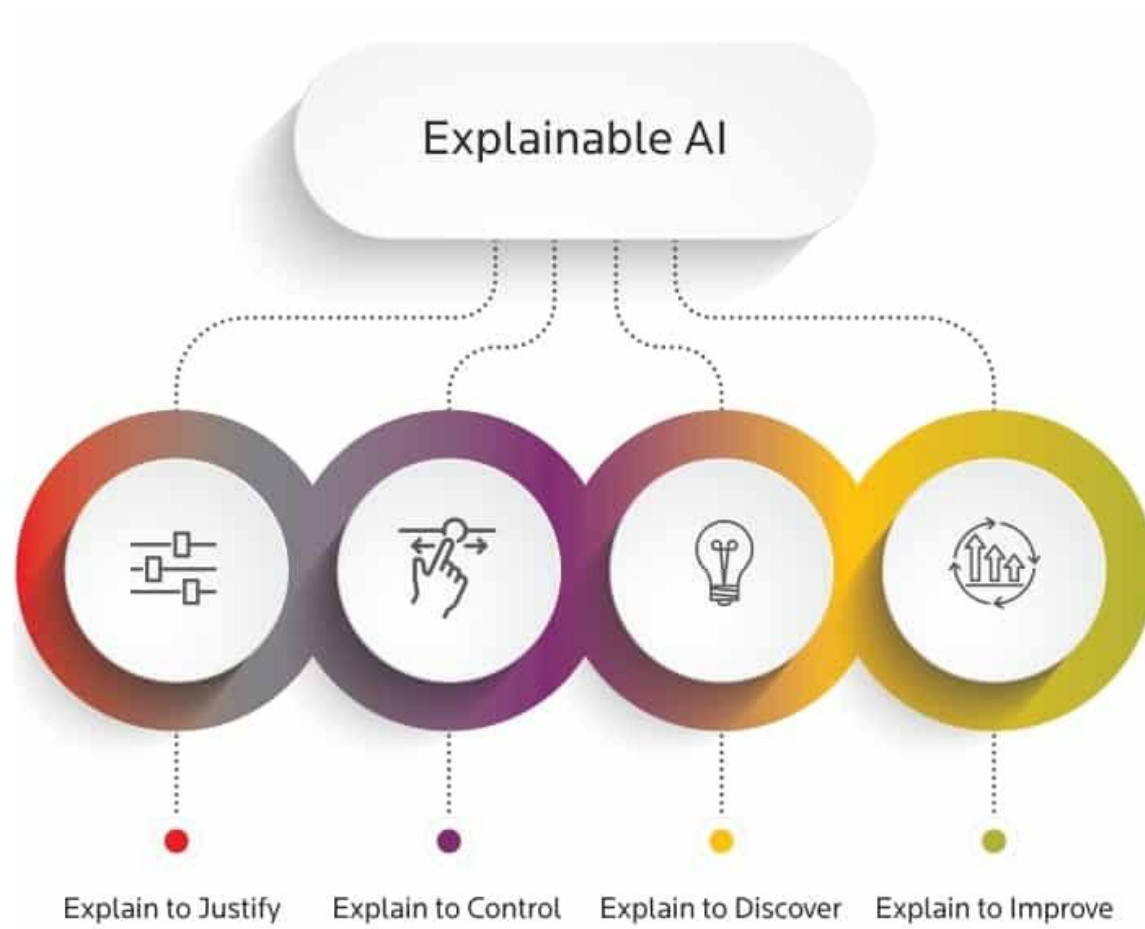 Explainable AI
Explain to Justify
Explain to Control
Explain to Discover
Explain to Improve